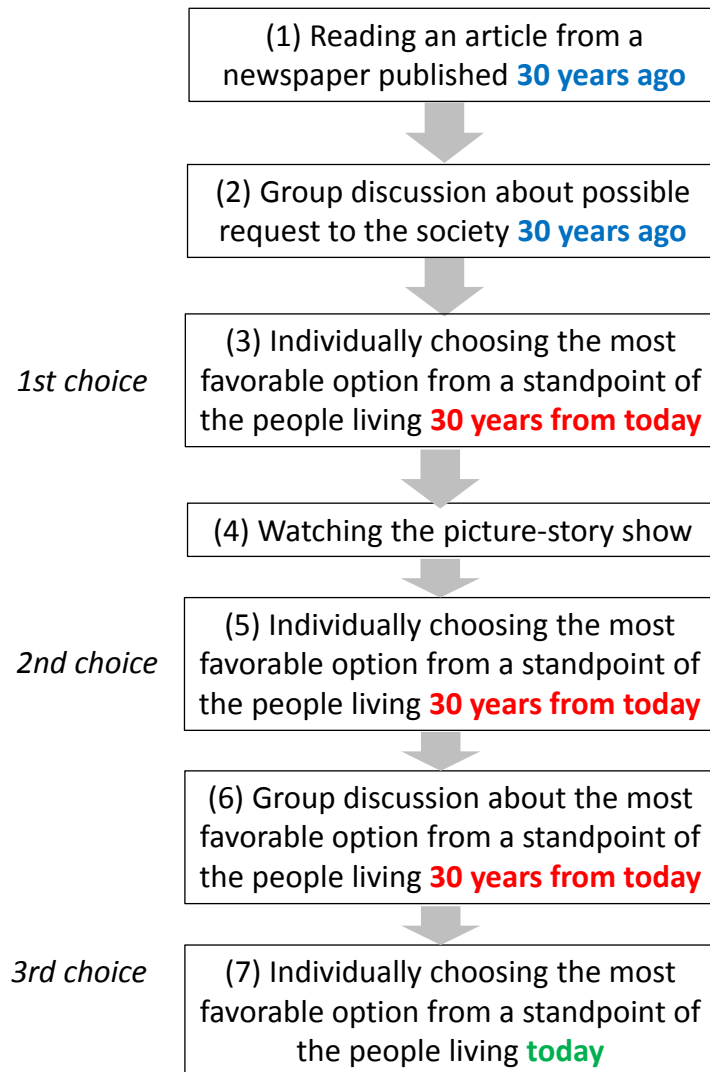 (1) Reading an article from a
newspaper published 30 years ago
(2) Group discussion about possible
request to the society 30 years ago
1st choice
(3) Individually choosing the most
favorable option from a standpoint of
the people living 30 years from today
(4) Watching the picture-story show
2nd choice
(5) Individually choosing the most
favorable option from a standpoint of
the people living 30 years from today
(6) Group discussion about the most
favorable option from a standpoint of
the people living 30 years from today
3rd choice
(7) Individually choosing the most
favorable option from a standpoint of
the people living today